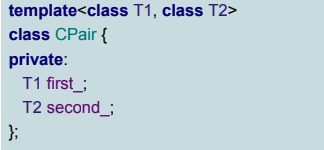 template<class T1, class T2>
class CPair {
private:
  T1 first_;
  T2 second_;
};